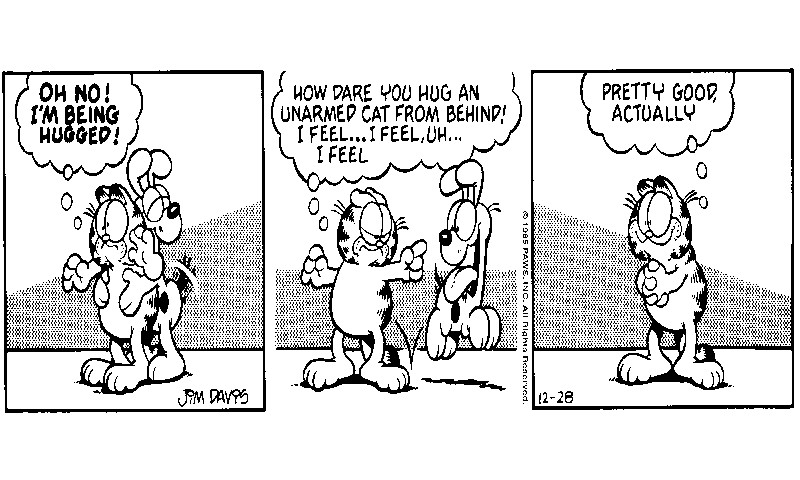 OH NO!
I'M BEING
HUGGED!
JIM DAVIS
HOW DARE YOU HUG AN
UNARMED CAT FROM BEHIND!
I FEEL...I FEEL, UH...
I FEEL
© 1985 PAWS, INC. All Rights Reserved.
PRETTY GOOD,
ACTUALLY
12-28